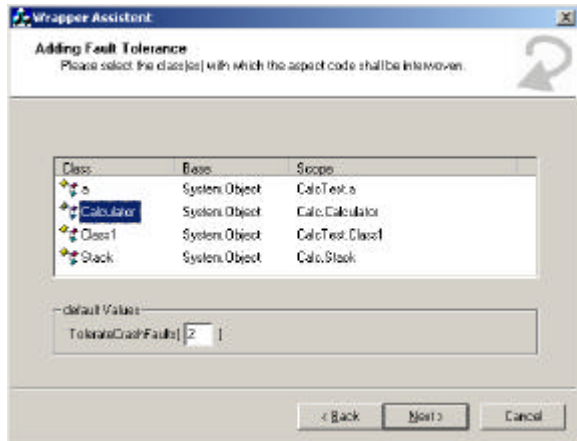 Wrapper Assistent
Adding Fault Tolerance
Please select the class(es) with which the aspect code shall be interwoven.
Class Base Scope
a System.Object CalcTest.a
Calculator System.Object Calc.Calculator
Class1 System.Object CalcTest.Class1
Stack System.Object Calc.Stack
default Values
TolerateCrashFaults( 2 )
< Back Next > Cancel